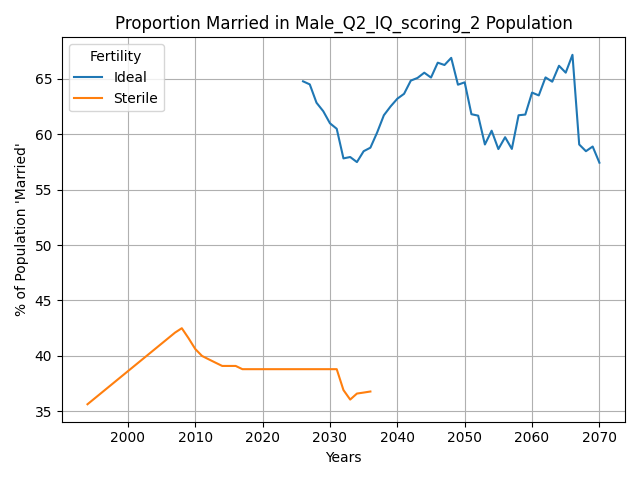 Proportion Married in Male_Q2_IQ_scoring_2 Population
Fertility
Ideal
Sterile
% of Population 'Married'
65
60
55
50
45
40
35
2000
2010
2020
2030
2040
2050
2060
2070
Years